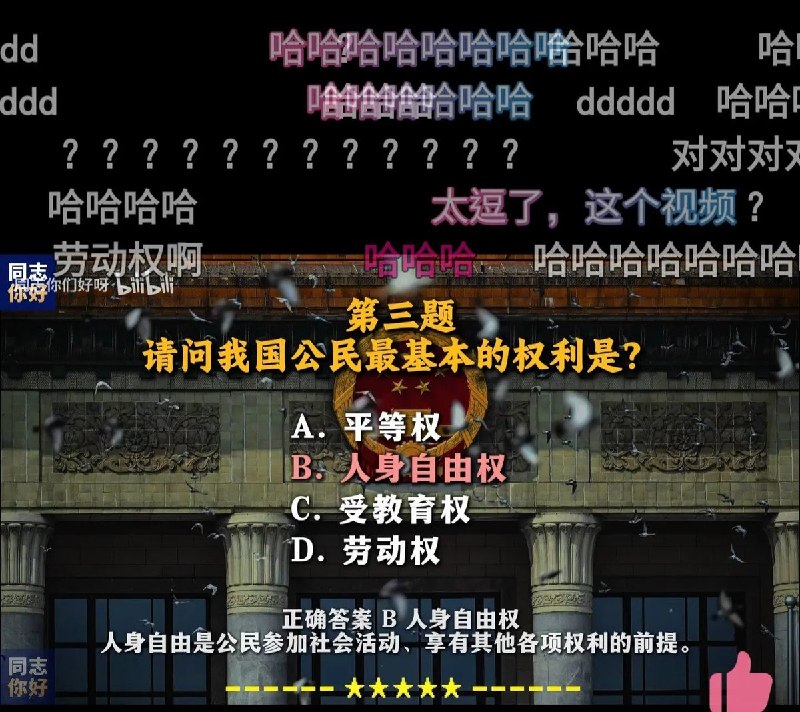 dd
哈哈哈哈哈哈哈哈
哈哈哈
哈
ddd
哈哈哈哈哈哈
ddddd
哈哈
？？？？？？？？？？？？
对对对对
哈哈哈哈
太逗了，这个视频？
劳动权啊
哈哈哈
哈哈哈哈哈哈哈
同志
你好
你们好呀
bilibili
第三题
请问我国公民最基本的权利是?
A. 平等权
B. 人身自由权
C. 受教育权
D. 劳动权
正确答案 B 人身自由权
人身自由是公民参加社会活动、享有其他各项权利的前提。
同志
你好